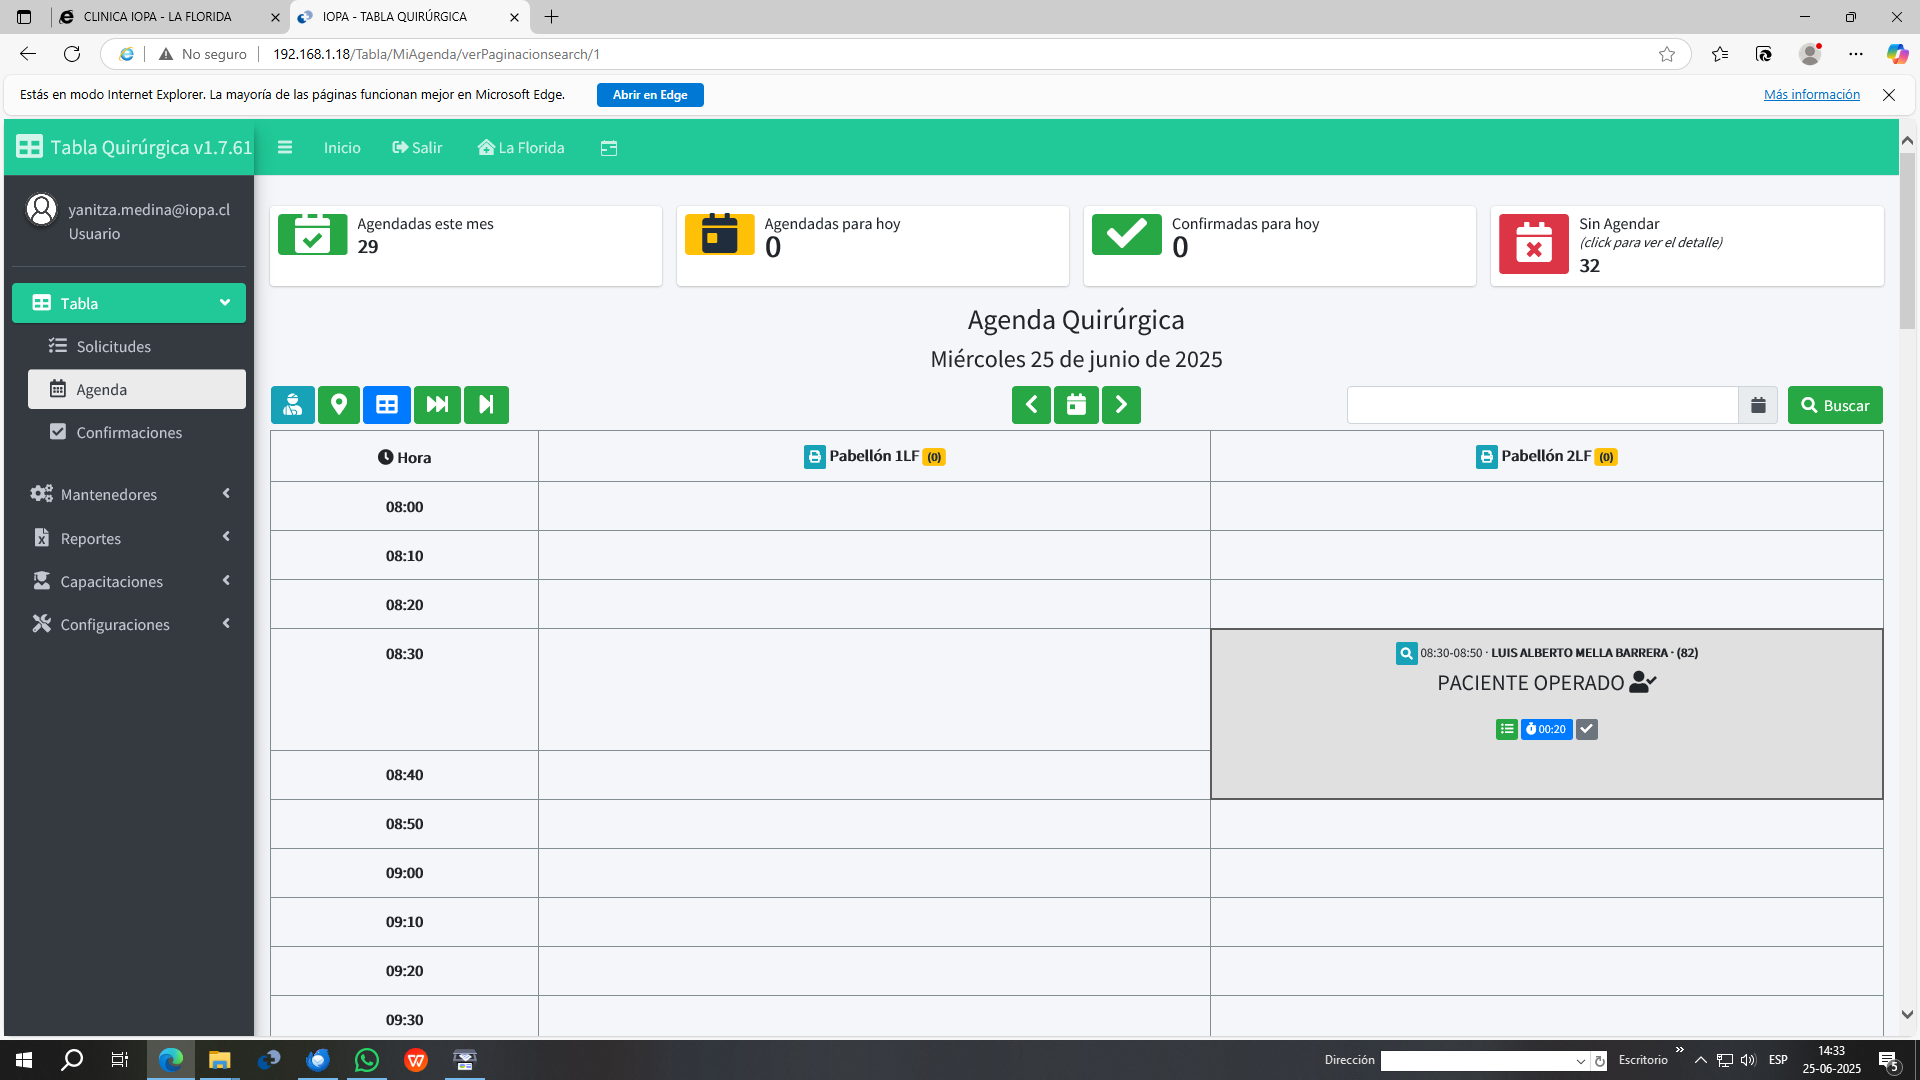 CLINICA IOPA - LA FLORIDA
IOPA - TABLA QUIRÚRGICA
No seguro
192.168.1.18/Tabla/MiAgenda/verPaginacionsearch/1
Estás en modo Internet Explorer. La mayoría de las páginas funcionan mejor en Microsoft Edge.
Abrir en Edge
Más información
Tabla Quirúrgica v1.7.61
Inicio
Salir
La Florida
yanitza.medina@iopa.cl
Usuario
Tabla
Solicitudes
Agenda
Confirmaciones
Mantenedores
Reportes
Capacitaciones
Configuraciones
Agendadas este mes
29
Agendadas para hoy
0
Confirmadas para hoy
0
Sin Agendar
(click para ver el detalle)
32
Agenda Quirúrgica
Miércoles 25 de junio de 2025
Buscar
Hora
Pabellón 1LF (0)
Pabellón 2LF (0)
08:00
08:10
08:20
08:30
08:30-08:50 · LUIS ALBERTO MELLA BARRERA · (82)
PACIENTE OPERADO
00:20
08:40
08:50
09:00
09:10
09:20
09:30
Dirección
Escritorio
ESP
14:33
25-06-2025
5